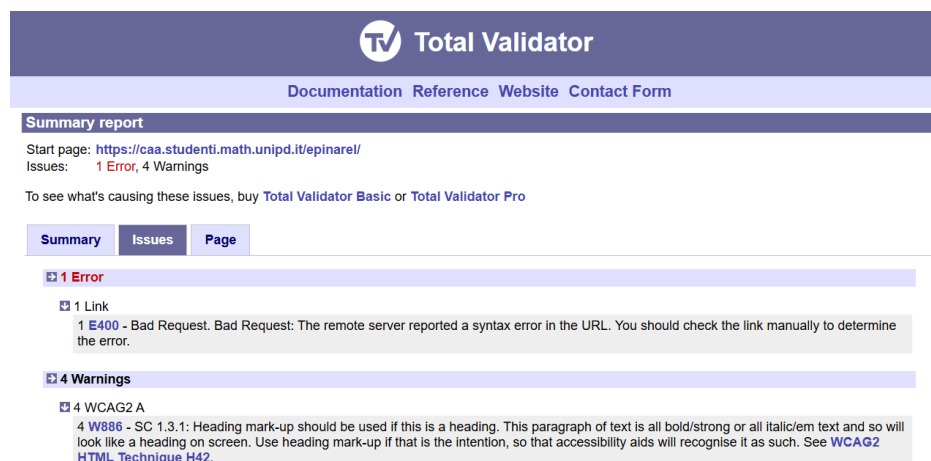 TV Total Validator
Documentation Reference Website Contact Form
Summary report
Start page: https://caa.studenti.math.unipd.it/epinarel/
Issues: 1 Error, 4 Warnings
To see what's causing these issues, buy Total Validator Basic or Total Validator Pro
Summary Issues Page
1 Error
1 Link
1 E400 - Bad Request. Bad Request: The remote server reported a syntax error in the URL. You should check the link manually to determine
the error.
4 Warnings
4 WCAG2 A
4 W886 - SC 1.3.1: Heading mark-up should be used if this is a heading. This paragraph of text is all bold/strong or all italic/em text and so will
look like a heading on screen. Use heading mark-up if that is the intention, so that accessibility aids will recognise it as such. See WCAG2
HTML Technique H42.